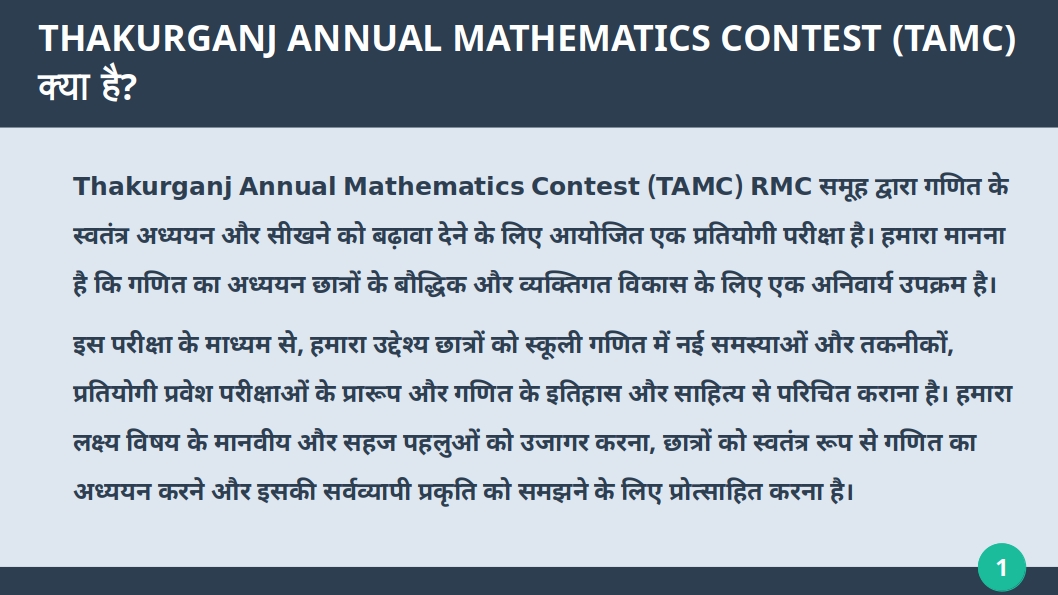 THAKURGANJ ANNUAL MATHEMATICS CONTEST (TAMC)
क्या है?
Thakurganj Annual Mathematics Contest (TAMC) RMC समूह द्वारा गणित के
स्वतंत्र अध्ययन और सीखने को बढ़ावा देने के लिए आयोजित एक प्रतियोगी परीक्षा है। हमारा मानना
है कि गणित का अध्ययन छात्रों के बौद्धिक और व्यक्तिगत विकास के लिए एक अनिवार्य उपक्रम है।
इस परीक्षा के माध्यम से, हमारा उद्देश्य छात्रों को स्कूली गणित में नई समस्याओं और तकनीकों,
प्रतियोगी प्रवेश परीक्षाओं के प्रारूप और गणित के इतिहास और साहित्य से परिचित कराना है। हमारा
लक्ष्य विषय के मानवीय और सहज पहलुओं को उजागर करना, छात्रों को स्वतंत्र रूप से गणित का
अध्ययन करने और इसकी सर्वव्यापी प्रकृति को समझने के लिए प्रोत्साहित करना है।
1